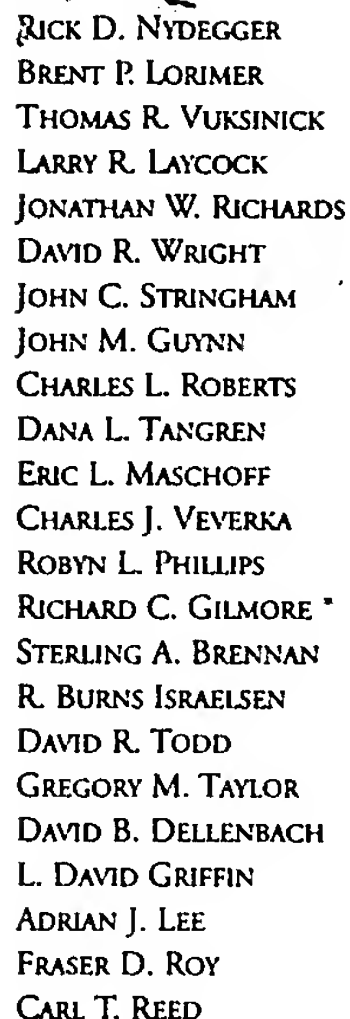 RICK D. NYDEGGER
BRENT P. LORIMER
THOMAS R. VUKSINICK
LARRY R. LAYCOCK
JONATHAN W. RICHARDS
DAVID R. WRIGHT
JOHN C. STRINGHAM
JOHN M. GUYNN
CHARLES L. ROBERTS
DANA L. TANGREN
ERIC L. MASCHOFF
CHARLES J. VEVERKA
ROBYN L. PHILLIPS
RICHARD C. GILMORE *
STERLING A. BRENNAN
R. BURNS ISRAELSEN
DAVID R. TODD
GREGORY M. TAYLOR
DAVID B. DELLENBACH
L. DAVID GRIFFIN
ADRIAN J. LEE
FRASER D. ROY
CARL T. REED